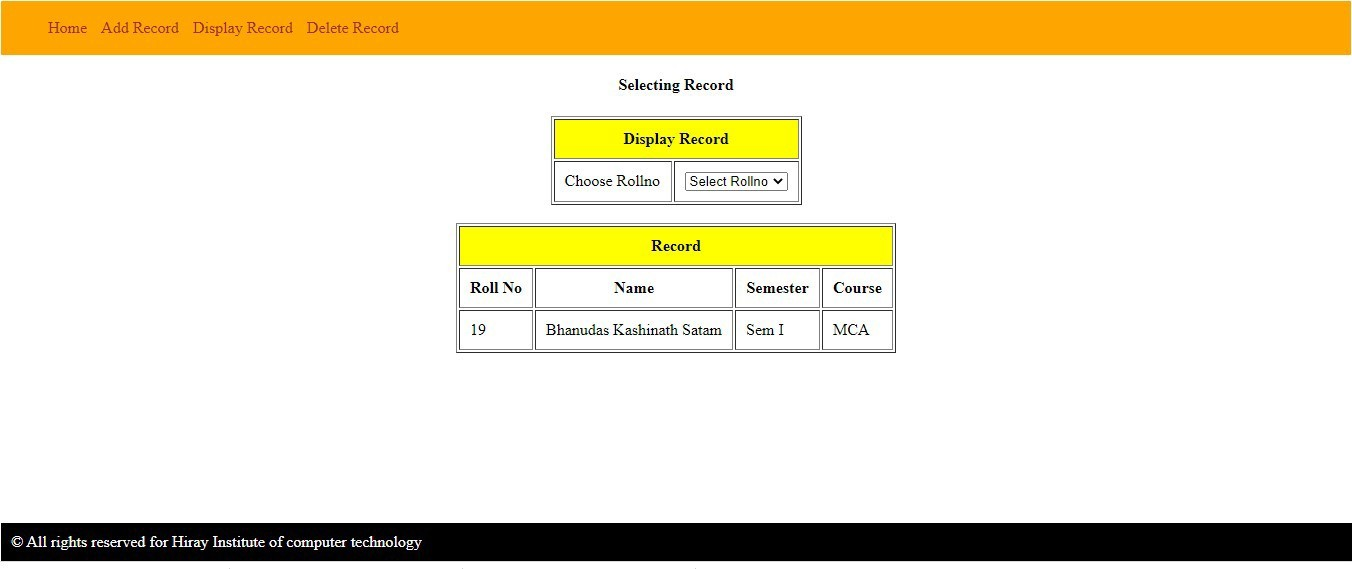 Home Add Record Display Record Delete Record
Selecting Record
Display Record
Choose Rollno Select Rollno
Record
Roll No Name Semester Course
19 Bhanudas Kashinath Satam Sem I MCA
© All rights reserved for Hiray Institute of computer technology